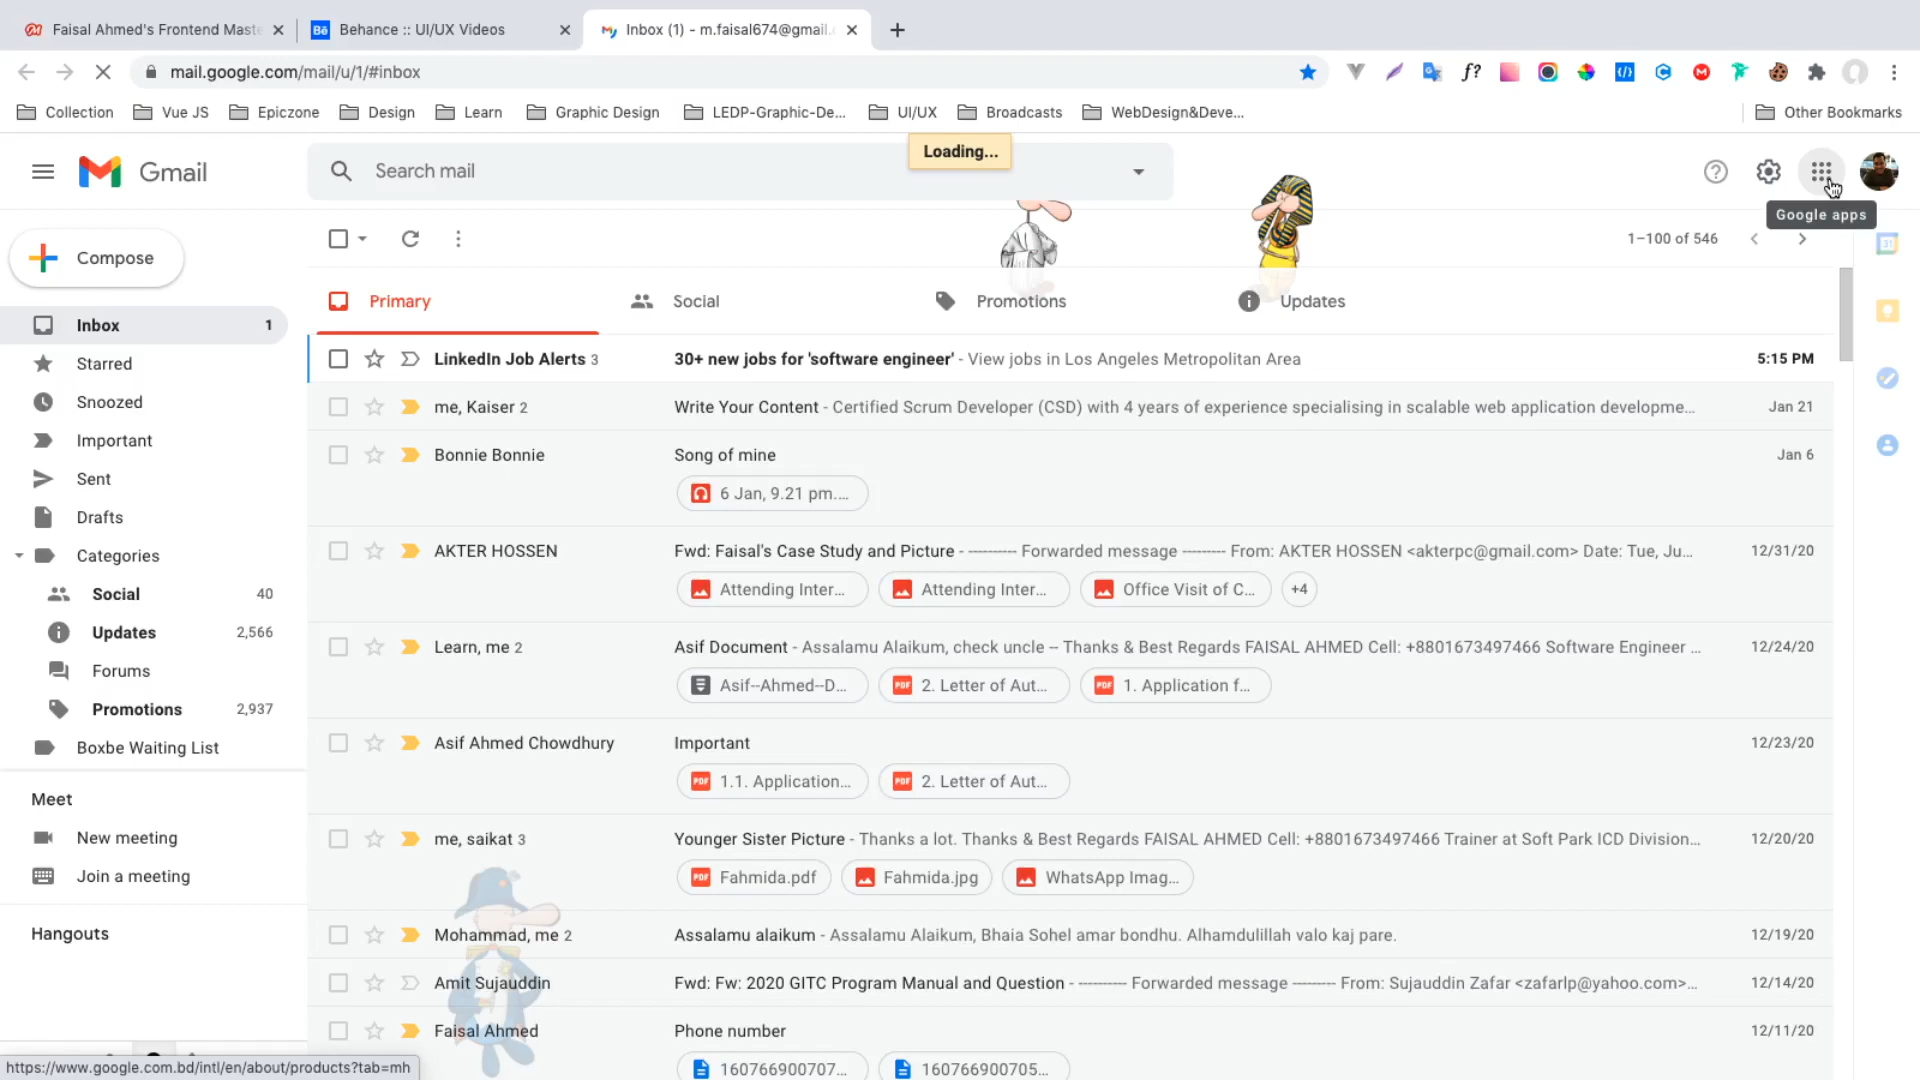 Faisal Ahmed's Frontend Maste
Behance :: UI/UX Videos
Inbox (1) - m.faisal674@gmail.c
mail.google.com/mail/u/1/#inbox
Collection
Vue JS
Epiczone
Design
Learn
Graphic Design
LEDP-Graphic-De...
UI/UX
Broadcasts
WebDesign&Deve...
Other Bookmarks
Gmail
Search mail
Loading...
Google apps
Compose
1–100 of 546
Primary
Social
Promotions
Updates
Inbox 1
Starred
Snoozed
Important
Sent
Drafts
Categories
Social 40
Updates 2,566
Forums
Promotions 2,937
Boxbe Waiting List
Meet
New meeting
Join a meeting
Hangouts
LinkedIn Job Alerts 3 30+ new jobs for 'software engineer' - View jobs in Los Angeles Metropolitan Area 5:15 PM
me, Kaiser 2 Write Your Content - Certified Scrum Developer (CSD) with 4 years of experience specialising in scalable web application developme... Jan 21
Bonnie Bonnie Song of mine Jan 6
6 Jan, 9.21 pm....
AKTER HOSSEN Fwd: Faisal's Case Study and Picture - ---------- Forwarded message --------- From: AKTER HOSSEN <akterpc@gmail.com> Date: Tue, Ju... 12/31/20
Attending Inter... Attending Inter... Office Visit of C... +4
Learn, me 2 Asif Document - Assalamu Alaikum, check uncle -- Thanks & Best Regards FAISAL AHMED Cell: +8801673497466 Software Engineer ... 12/24/20
Asif--Ahmed--D... PDF 2. Letter of Aut... PDF 1. Application f...
Asif Ahmed Chowdhury Important 12/23/20
PDF 1.1. Application... PDF 2. Letter of Aut...
me, saikat 3 Younger Sister Picture - Thanks a lot. Thanks & Best Regards FAISAL AHMED Cell: +8801673497466 Trainer at Soft Park ICD Division... 12/20/20
PDF Fahmida.pdf Fahmida.jpg WhatsApp Imag...
Mohammad, me 2 Assalamu alaikum - Assalamu Alaikum, Bhaia Sohel amar bondhu. Alhamdulillah valo kaj pare. 12/19/20
Amit Sujauddin Fwd: Fw: 2020 GITC Program Manual and Question - ---------- Forwarded message --------- From: Sujauddin Zafar <zafarlp@yahoo.com>... 12/14/20
Faisal Ahmed Phone number 12/11/20
160766900707... 160766900705...
https://www.google.com.bd/intl/en/about/products?tab=mh